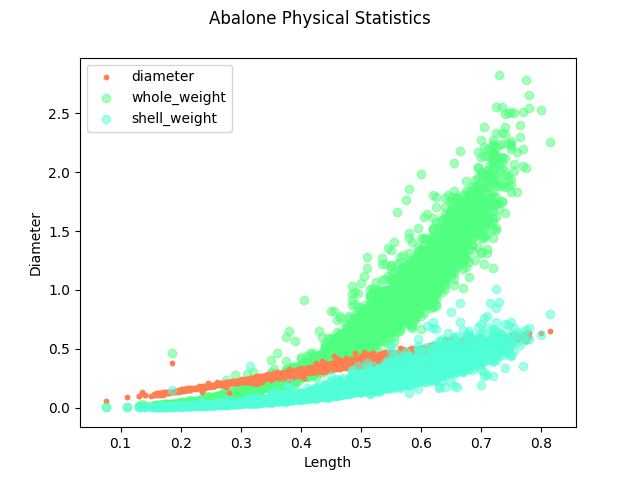 Abalone Physical Statistics
diameter
whole_weight
shell_weight
Diameter
2.5
2.0
1.5
1.0
0.5
0.0
0.1 0.2 0.3 0.4 0.5 0.6 0.7 0.8
Length